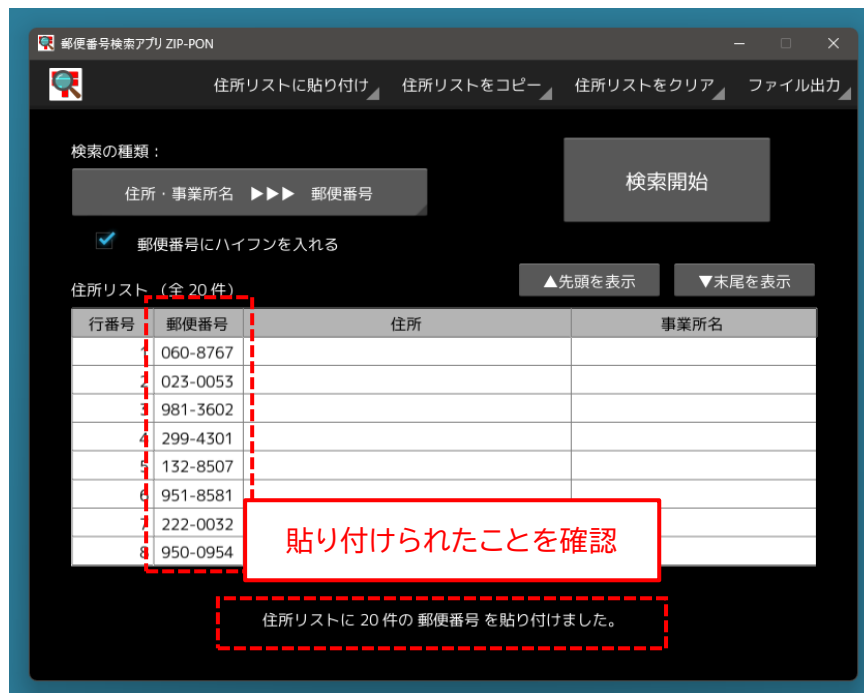 郵便番号検索アプリ ZIP-PON
住所リストに貼り付け 住所リストをコピー 住所リストをクリア ファイル出力
検索の種類：
住所・事業所名 ▶▶▶ 郵便番号
検索開始
郵便番号にハイフンを入れる
住所リスト （全 20 件）
▲先頭を表示 ▼末尾を表示
行番号 郵便番号 住所 事業所名
1 060-8767
2 023-0053
3 981-3602
4 299-4301
5 132-8507
6 951-8581
7 222-0032
8 950-0954
貼り付けられたことを確認
住所リストに 20 件の 郵便番号 を貼り付けました。